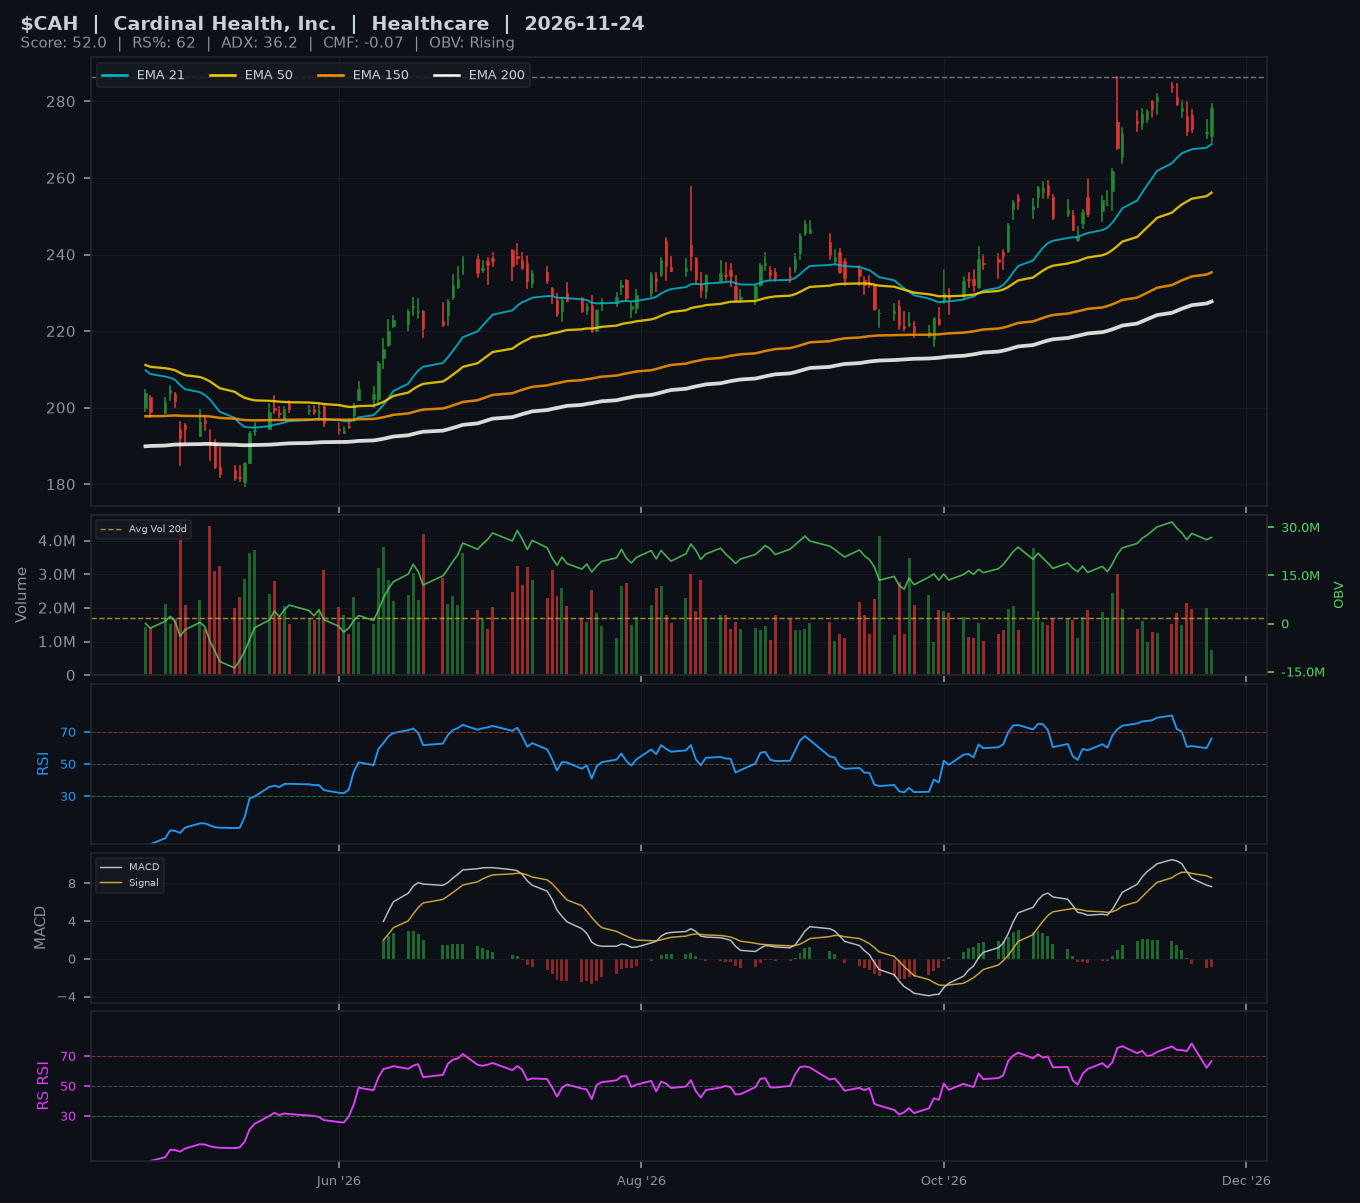 $CAH | Cardinal Health, Inc. | Healthcare | 2026-11-24
Score: 52.0 | RS%: 62 | ADX: 36.2 | CMF: -0.07 | OBV: Rising
EMA 21 EMA 50 EMA 150 EMA 200
280
260
240
220
200
180
Avg Vol 20d
4.0M
3.0M
2.0M
1.0M
0
Volume
30.0M
15.0M
0
-15.0M
OBV
70
50
30
RSI
MACD
Signal
8
4
0
−4
MACD
70
50
30
RS RSI
Jun '26
Aug '26
Oct '26
Dec '26